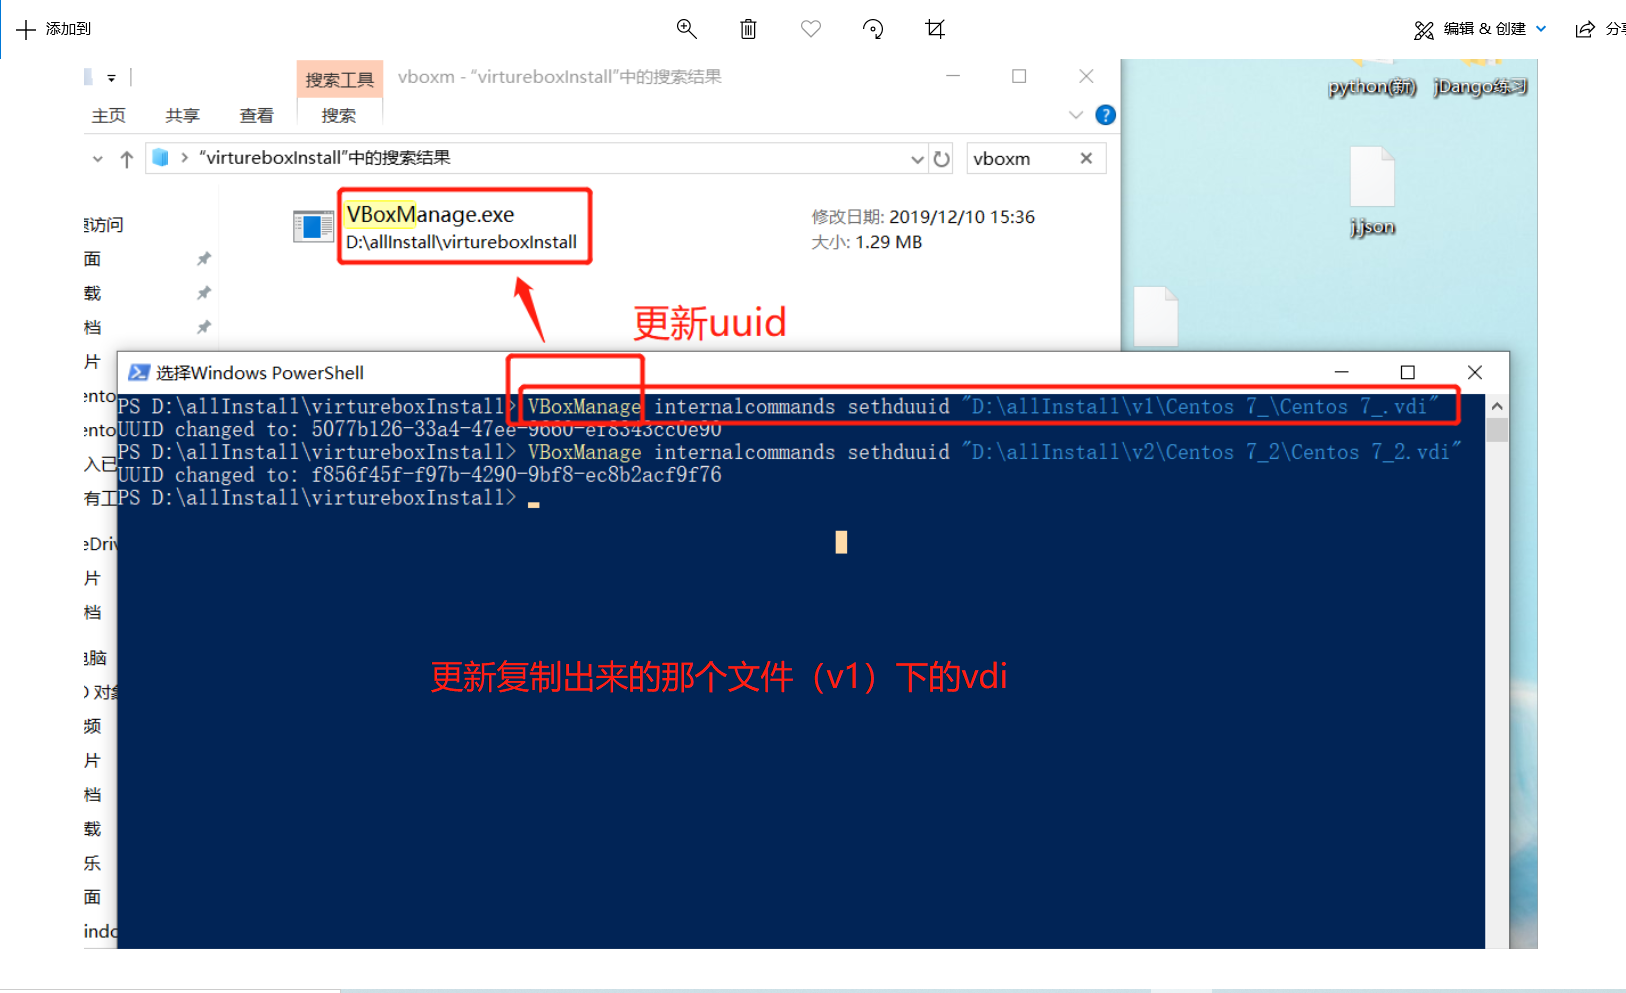 添加到
编辑 & 创建
搜索工具
vboxm - “virtureboxInstall”中的搜索结果
主页
共享
查看
搜索
“virtureboxInstall”中的搜索结果
vboxm
python(新)
jDango练习
j.json
VBoxManage.exe
D:\allInstall\virtureboxInstall
修改日期: 2019/12/10 15:36
大小: 1.29 MB
访问
面
载
档
片
更新uuid
选择Windows PowerShell
PS D:\allInstall\virtureboxInstall> VBoxManage internalcommands sethduuid "D:\allInstall\v1\Centos 7_\Centos 7_.vdi"
UUID changed to: 5077b126-33a4-47ee-9660-ef8343cc0e90
PS D:\allInstall\virtureboxInstall> VBoxManage internalcommands sethduuid "D:\allInstall\v2\Centos 7_2\Centos 7_2.vdi"
UUID changed to: f856f45f-f97b-4290-9bf8-ec8b2acf9f76
PS D:\allInstall\virtureboxInstall>
更新复制出来的那个文件（v1）下的vdi
ento
ento
入已
有工
eDriv
片
档
脑
对象
频
片
档
载
乐
面
indo